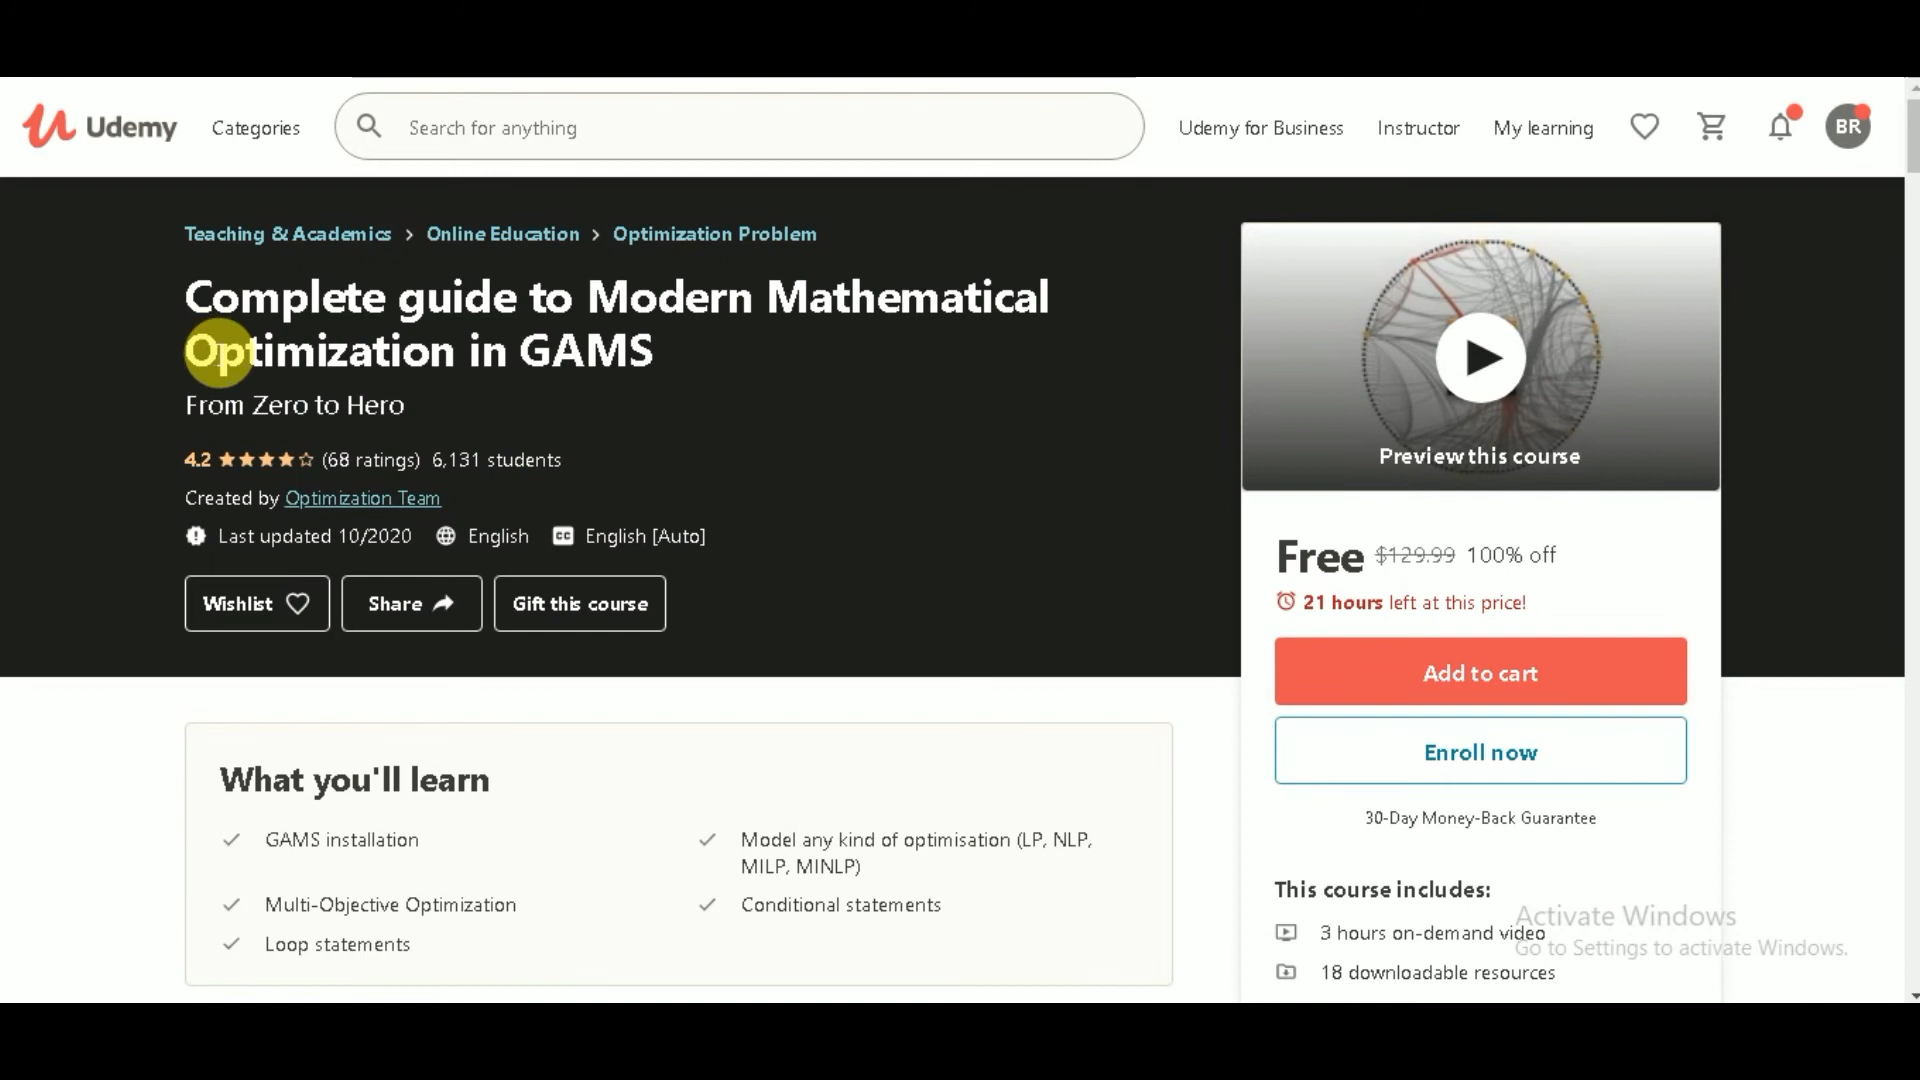 Udemy
Categories
Search for anything
Udemy for Business
Instructor
My learning
BR
Teaching & Academics > Online Education > Optimization Problem
Complete guide to Modern Mathematical
Optimization in GAMS
From Zero to Hero
4.2 (68 ratings) 6,131 students
Created by Optimization Team
Last updated 10/2020 English CC English [Auto]
Wishlist
Share
Gift this course
Preview this course
Free $129.99 100% off
21 hours left at this price!
Add to cart
Enroll now
30-Day Money-Back Guarantee
This course includes:
3 hours on-demand video
18 downloadable resources
What you'll learn
GAMS installation
Model any kind of optimisation (LP, NLP,
MILP, MINLP)
Multi-Objective Optimization
Conditional statements
Loop statements
Activate Windows
Go to Settings to activate Windows.